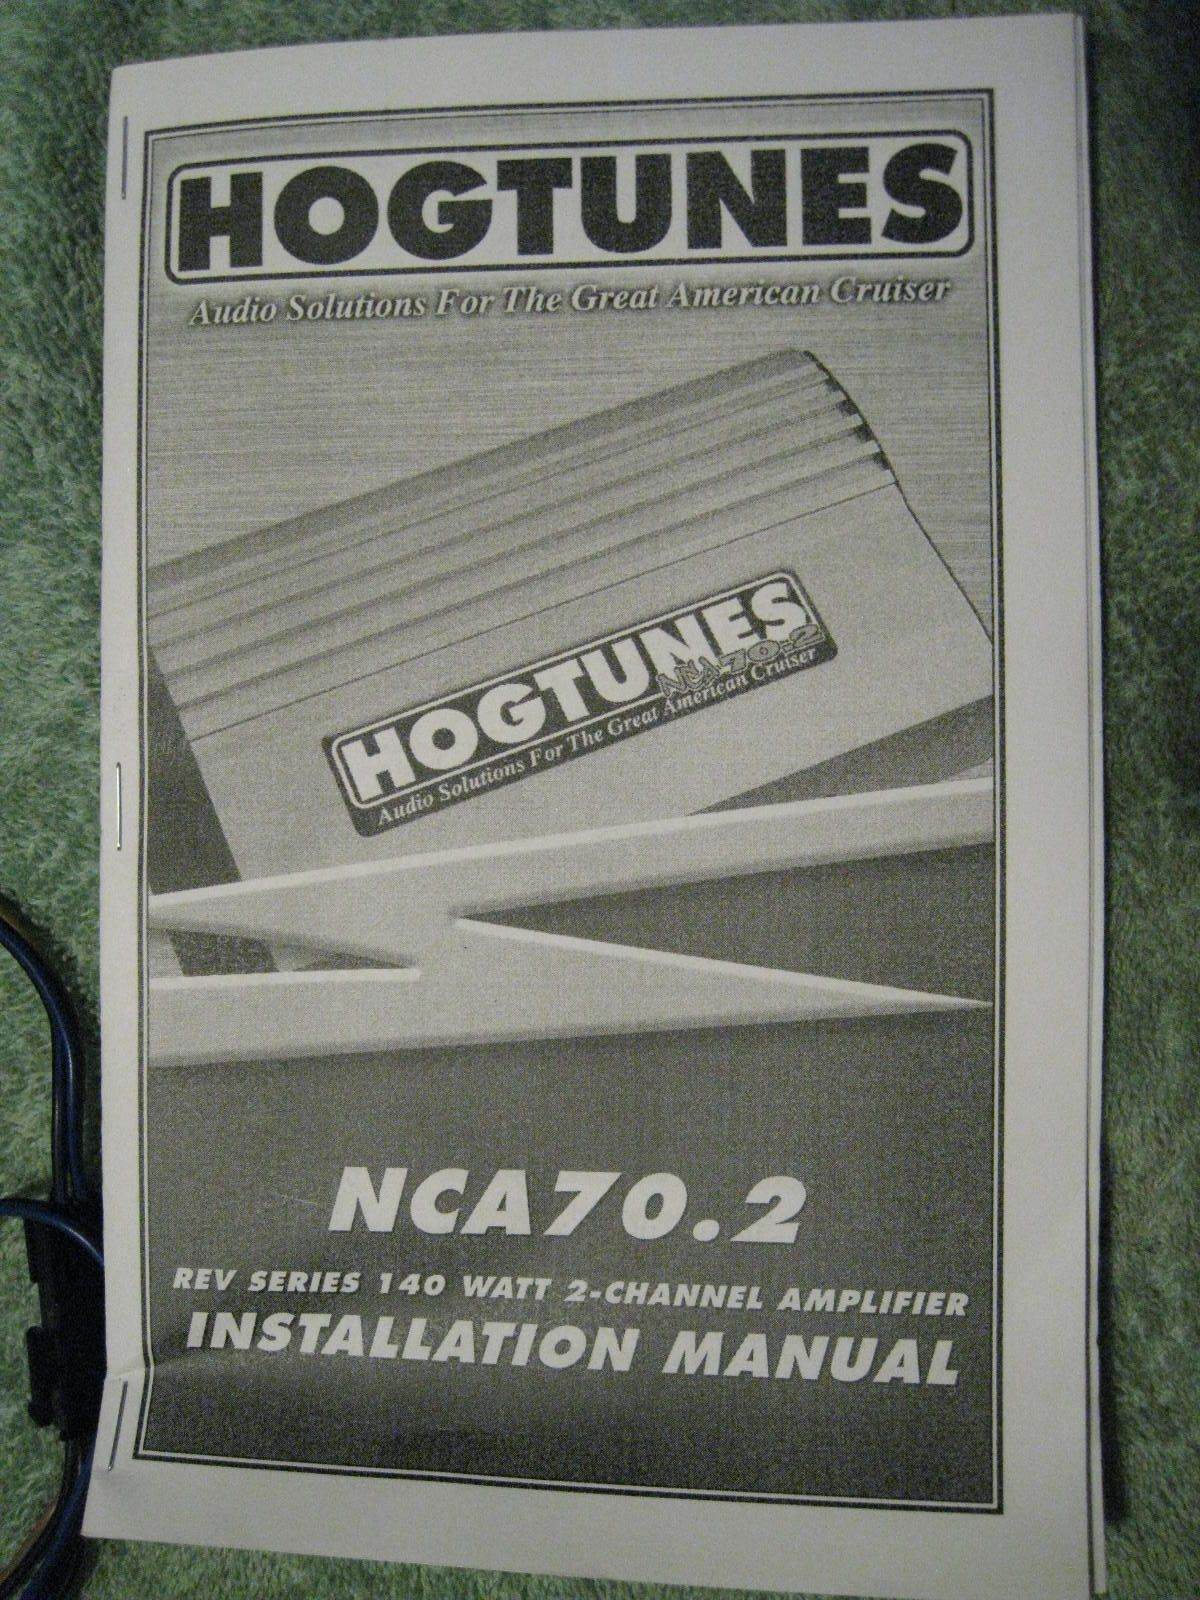 HOGTUNES
Audio Solutions For The Great American Cruiser
HOGTUNES
NCA70.2
Audio Solutions For The Great American Cruiser
NCA70.2
REV SERIES 140 WATT 2-CHANNEL AMPLIFIER
INSTALLATION MANUAL